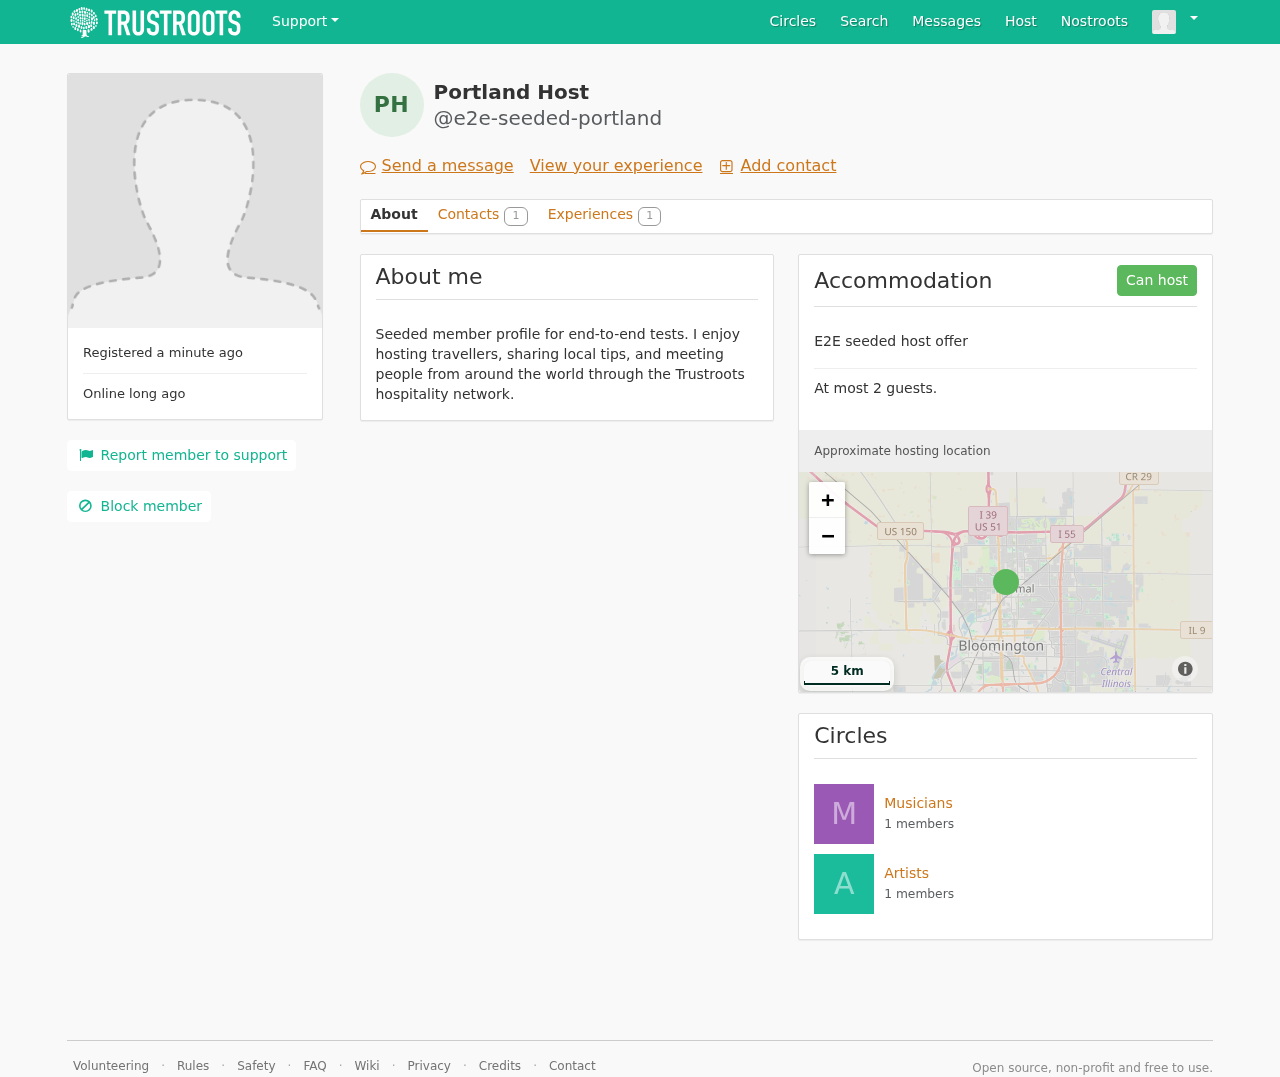 TRUSTROOTS
Support
Circles
Search
Messages
Host
Nostroots
PH
Portland Host
@e2e-seeded-portland
Send a message
View your experience
Add contact
About
Contacts 1
Experiences 1
Registered a minute ago
Online long ago
Report member to support
Block member
About me
Seeded member profile for end-to-end tests. I enjoy
hosting travellers, sharing local tips, and meeting
people from around the world through the Trustroots
hospitality network.
Accommodation
Can host
E2E seeded host offer
At most 2 guests.
Approximate hosting location
+
−
CR 29
I 39
US 51
US 150
I 55
mal
IL 9
Bloomington
Central
Illinois
5 km
Circles
M
Musicians
1 members
A
Artists
1 members
Volunteering · Rules · Safety · FAQ · Wiki · Privacy · Credits · Contact
Open source, non-profit and free to use.